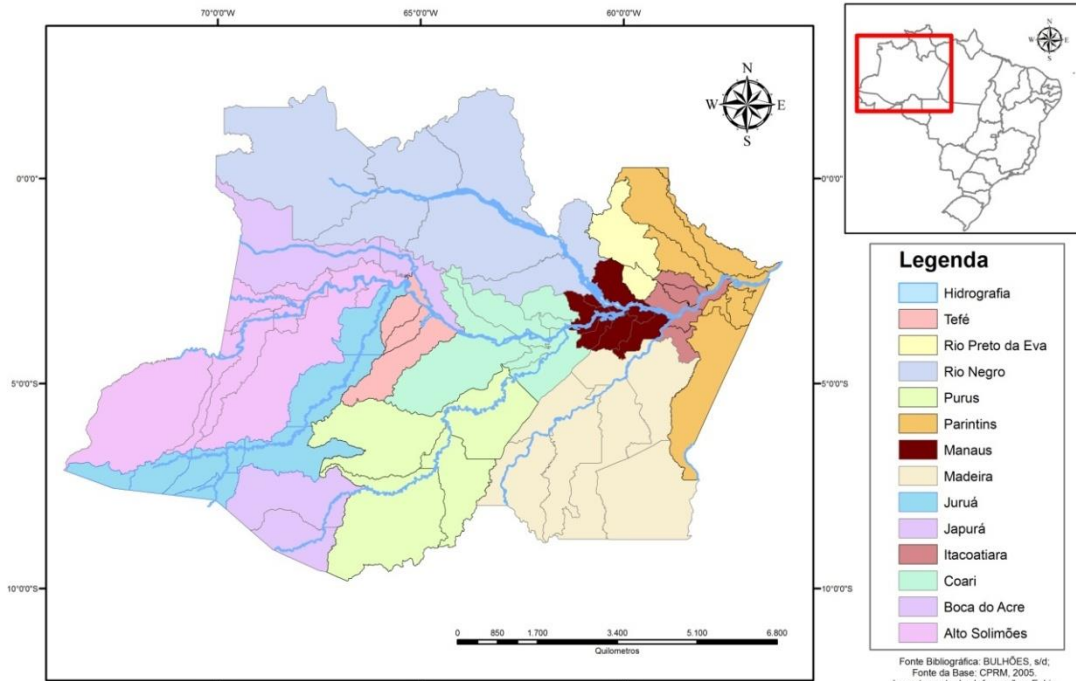 70°0'0"W 65°0'0"W 60°0'0"W
N
W E
S
N
W E
S
0°0'0" 0°0'0"
5°0'0"S 5°0'0"S
10°0'0"S 10°0'0"S
0 850 1.700 3.400 5.100 6.800
Quilometros
Legenda
Hidrografia
Tefé
Rio Preto da Eva
Rio Negro
Purus
Parintins
Manaus
Madeira
Juruá
Japurá
Itacoatiara
Coari
Boca do Acre
Alto Solimões
Fonte Bibliográfica: BULHÕES, s/d;
Fonte da Base: CPRM, 2005.